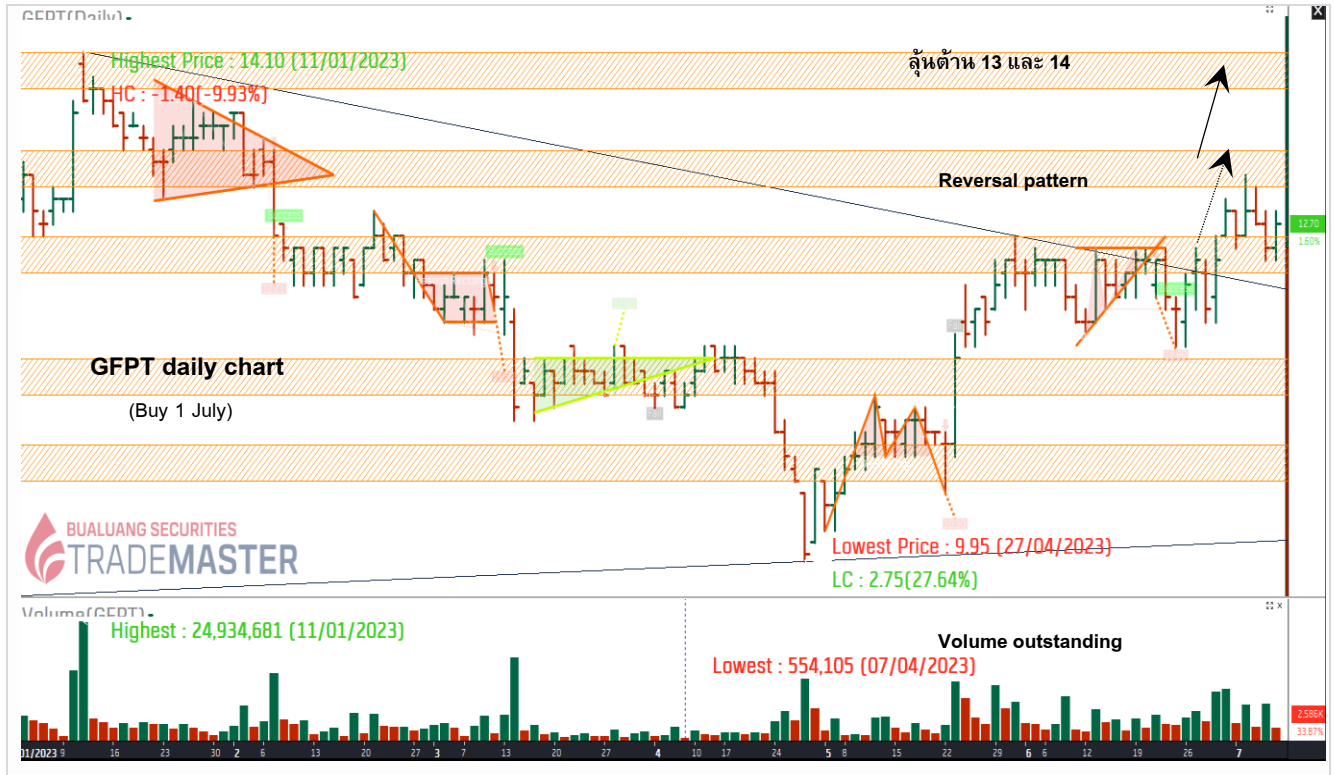 GFPT(Daily)
Highest Price : 14.10 (11/01/2023)
HC : -1.40(-9.93%)
ลุ้นต้าน 13 และ 14
Reversal pattern
12.70
1.60%
GFPT daily chart
(Buy 1 July)
BUALUANG SECURITIES
TRADEMASTER
Lowest Price : 9.95 (27/04/2023)
LC : 2.75(27.64%)
Volume(GFPT)
Highest : 24,934,681 (11/01/2023)
Volume outstanding
Lowest : 554,105 (07/04/2023)
2.586K
33.87%
01/2023 9 16 23 30 2 6 13 20 27 3 7 13 20 27 4 10 17 24 5 8 15 22 29 6 6 12 19 26 7